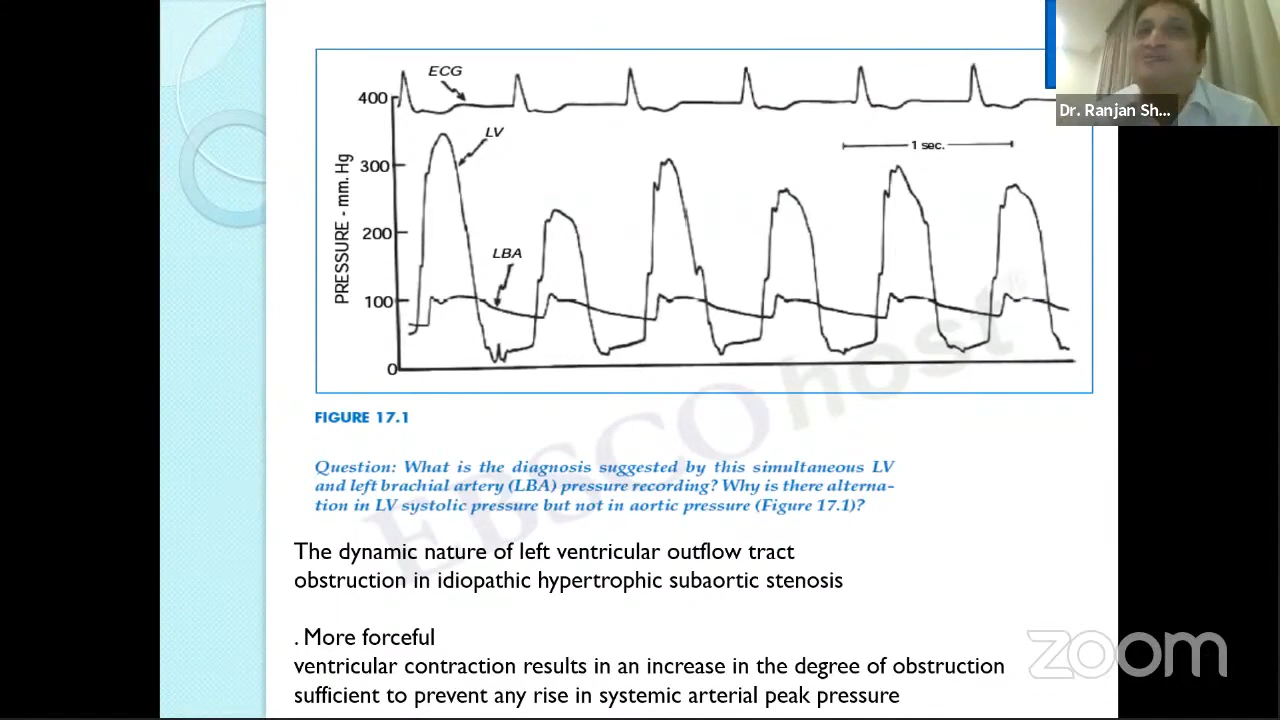 ECG
400
LV
1 sec.
300
PRESSURE - mm. Hg
200
LBA
100
0
Dr. Ranjan Sh...
FIGURE 17.1
Question: What is the diagnosis suggested by this simultaneous LV
and left brachial artery (LBA) pressure recording? Why is there alterna-
tion in LV systolic pressure but not in aortic pressure (Figure 17.1)?
EBSCOhost®
The dynamic nature of left ventricular outflow tract
obstruction in idiopathic hypertrophic subaortic stenosis
. More forceful
ventricular contraction results in an increase in the degree of obstruction
sufficient to prevent any rise in systemic arterial peak pressure
zoom